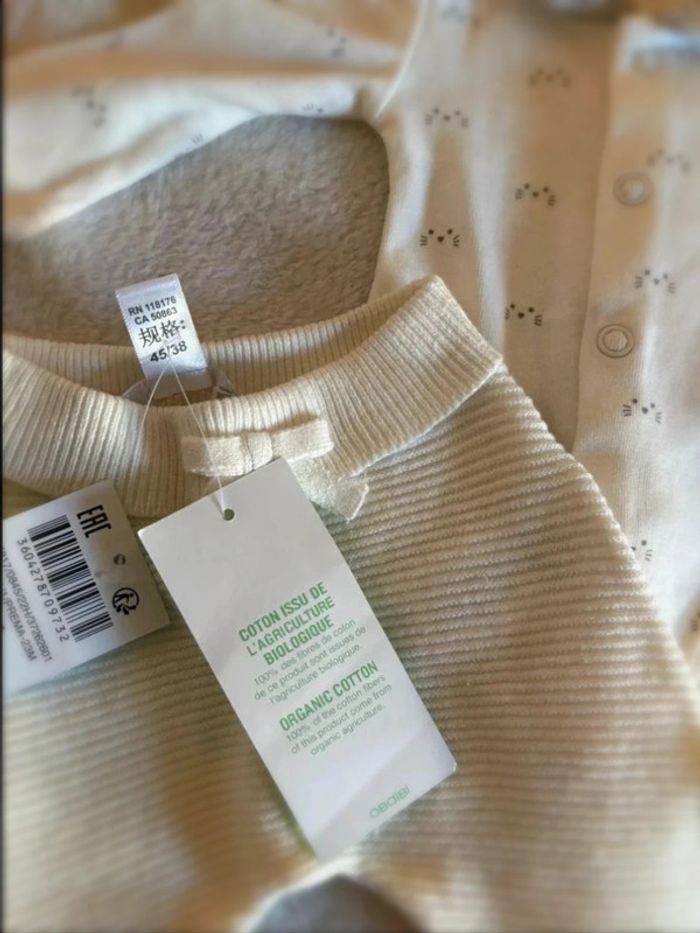 RN 118176
CA 50863
规格:
45/38
EAC
3604278709732
COTON ISSU DE
L'AGRICULTURE
BIOLOGIQUE
100% des fibres de coton
de ce produit sont issues de
l'agriculture biologique.
ORGANIC COTTON
100% of the cotton fibers
of this product come from
organic agriculture.
obaibi
/PREMA-23M